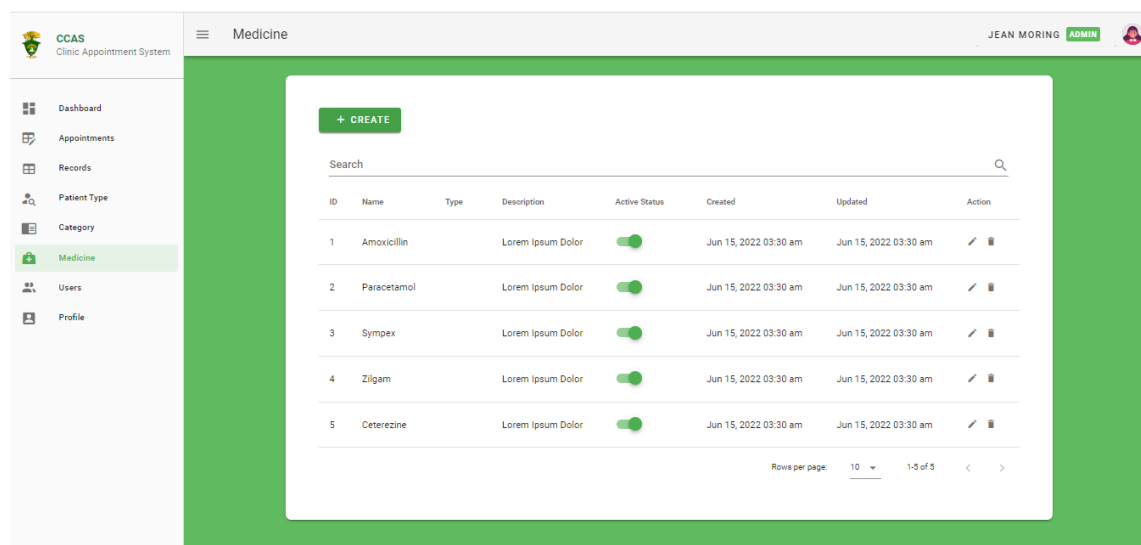 CCAS
Clinic Appointment System
Medicine
JEAN MORING ADMIN
Dashboard
Appointments
Records
Patient Type
Category
Medicine
Users
Profile
+ CREATE
Search
ID Name Type Description Active Status Created Updated Action
1 Amoxicillin Lorem Ipsum Dolor Jun 15, 2022 03:30 am Jun 15, 2022 03:30 am
2 Paracetamol Lorem Ipsum Dolor Jun 15, 2022 03:30 am Jun 15, 2022 03:30 am
3 Sympex Lorem Ipsum Dolor Jun 15, 2022 03:30 am Jun 15, 2022 03:30 am
4 Zilgam Lorem Ipsum Dolor Jun 15, 2022 03:30 am Jun 15, 2022 03:30 am
5 Ceterezine Lorem Ipsum Dolor Jun 15, 2022 03:30 am Jun 15, 2022 03:30 am
Rows per page: 10 1-5 of 5